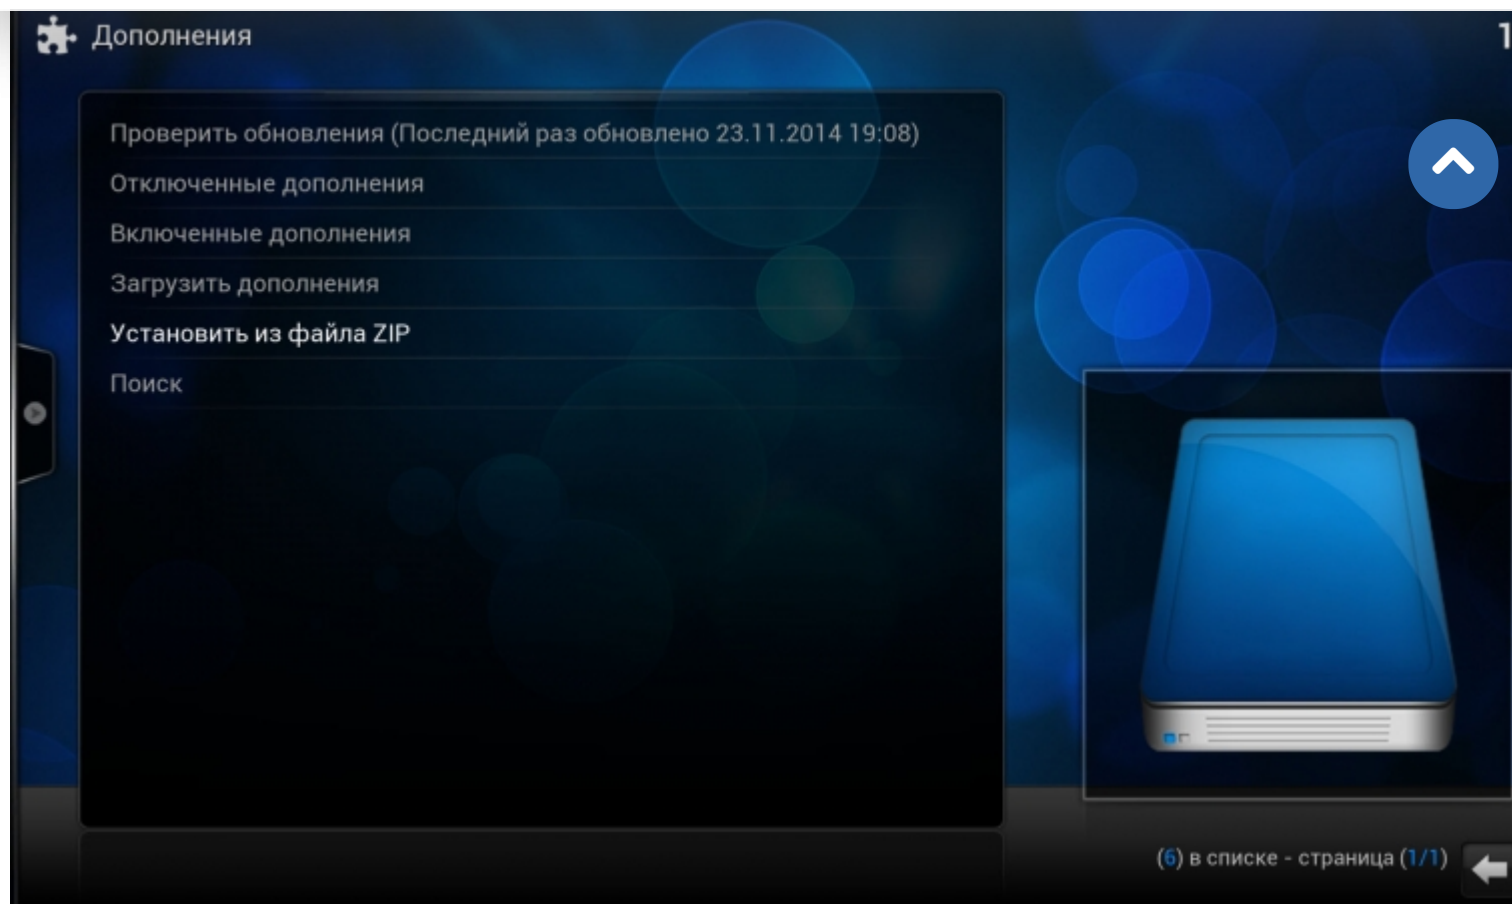 Дополнения
Проверить обновления (Последний раз обновлено 23.11.2014 19:08)
Отключенные дополнения
Включенные дополнения
Загрузить дополнения
Установить из файла ZIP
Поиск
(6) в списке - страница (1/1)